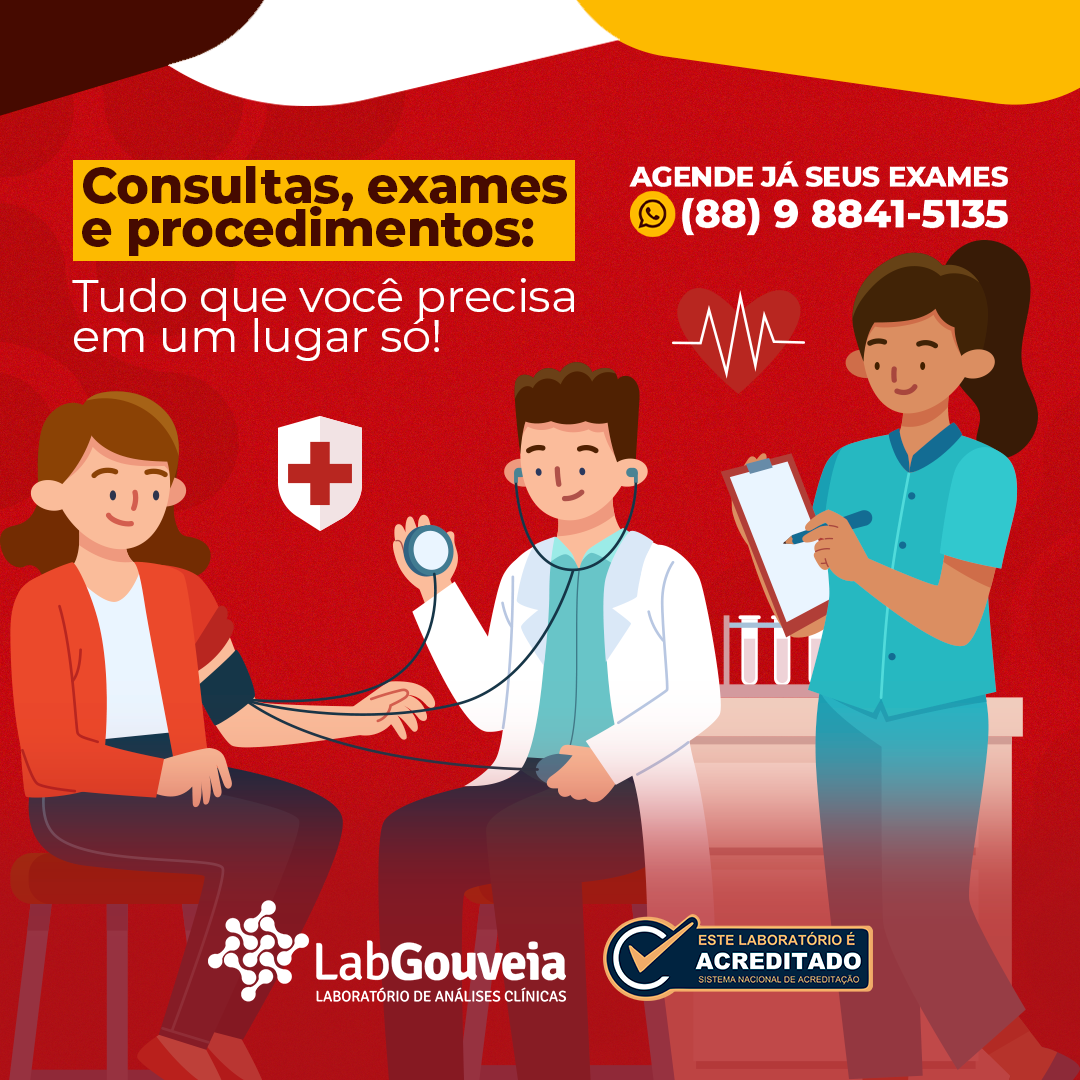 Consultas, exames
e procedimentos:
Tudo que você precisa
em um lugar só!
AGENDE JÁ SEUS EXAMES
(88) 9 8841-5135
LabGouveia
LABORATÓRIO DE ANÁLISES CLÍNICAS
ESTE LABORATÓRIO É
ACREDITADO
SISTEMA NACIONAL DE ACREDITAÇÃO